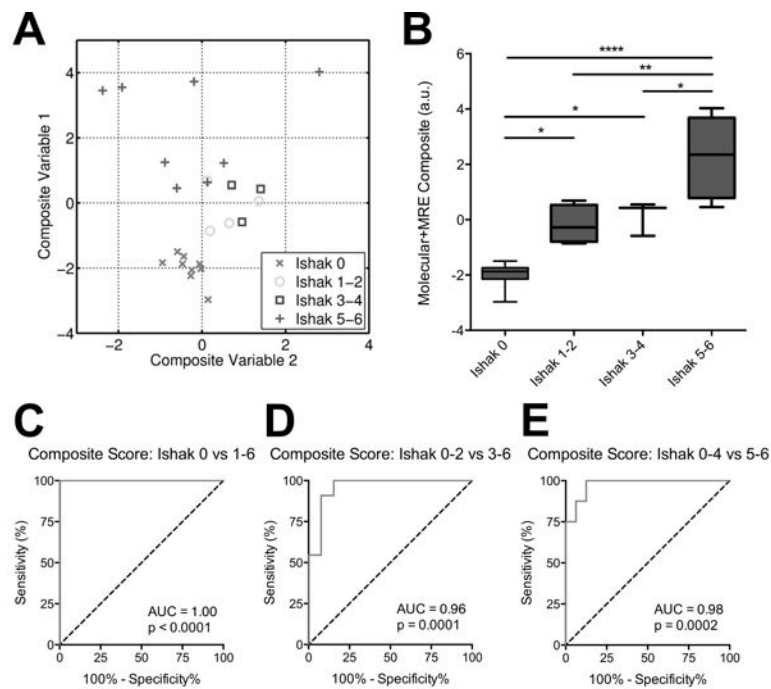 A
Composite Variable 1
4
2
0
−2
−4
−2
0
2
4
Composite Variable 2
Ishak 0
Ishak 1−2
Ishak 3−4
Ishak 5−6
B
Molecular+MRE Composite (a.u.)
6
4
2
0
-2
-4
****
**
*
*
*
Ishak 0
Ishak 1-2
Ishak 3-4
Ishak 5-6
C
Composite Score: Ishak 0 vs 1-6
Sensitivity (%)
100
75
50
25
0
0
25
50
75
100
AUC = 1.00
p < 0.0001
100% - Specificity%
D
Composite Score: Ishak 0-2 vs 3-6
Sensitivity (%)
100
75
50
25
0
0
25
50
75
100
AUC = 0.96
p = 0.0001
100% - Specificity%
E
Composite Score: Ishak 0-4 vs 5-6
Sensitivity (%)
100
75
50
25
0
0
25
50
75
100
AUC = 0.98
p = 0.0002
100% - Specificity%